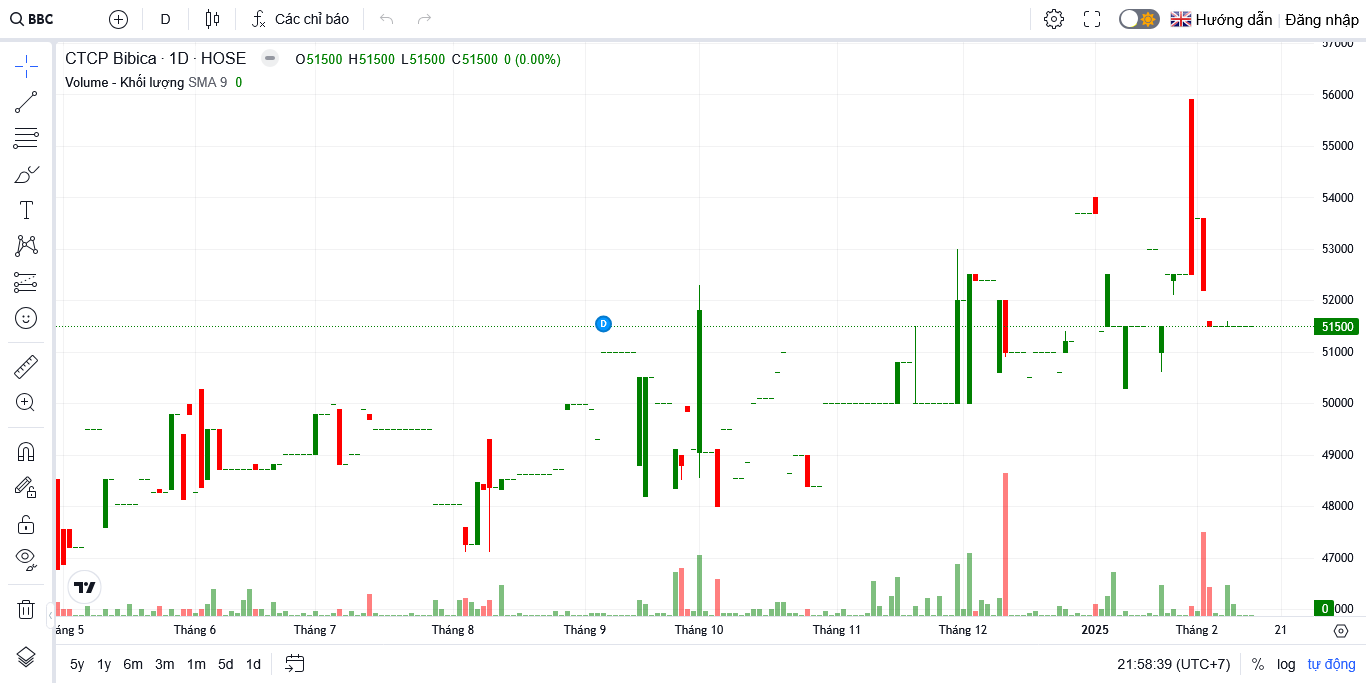 BBC D Các chỉ báo Hướng dẫn Đăng nhập
CTCP Bibica · 1D · HOSE O51500 H51500 L51500 C51500 0 (0.00%)
Volume - Khối lượng SMA 9 0
57000
56000
55000
54000
53000
52000
51500
51000
50000
49000
48000
47000
0
000
D
áng 5 Tháng 6 Tháng 7 Tháng 8 Tháng 9 Tháng 10 Tháng 11 Tháng 12 2025 Tháng 2 21
5y 1y 6m 3m 1m 5d 1d 21:58:39 (UTC+7) % log tự động